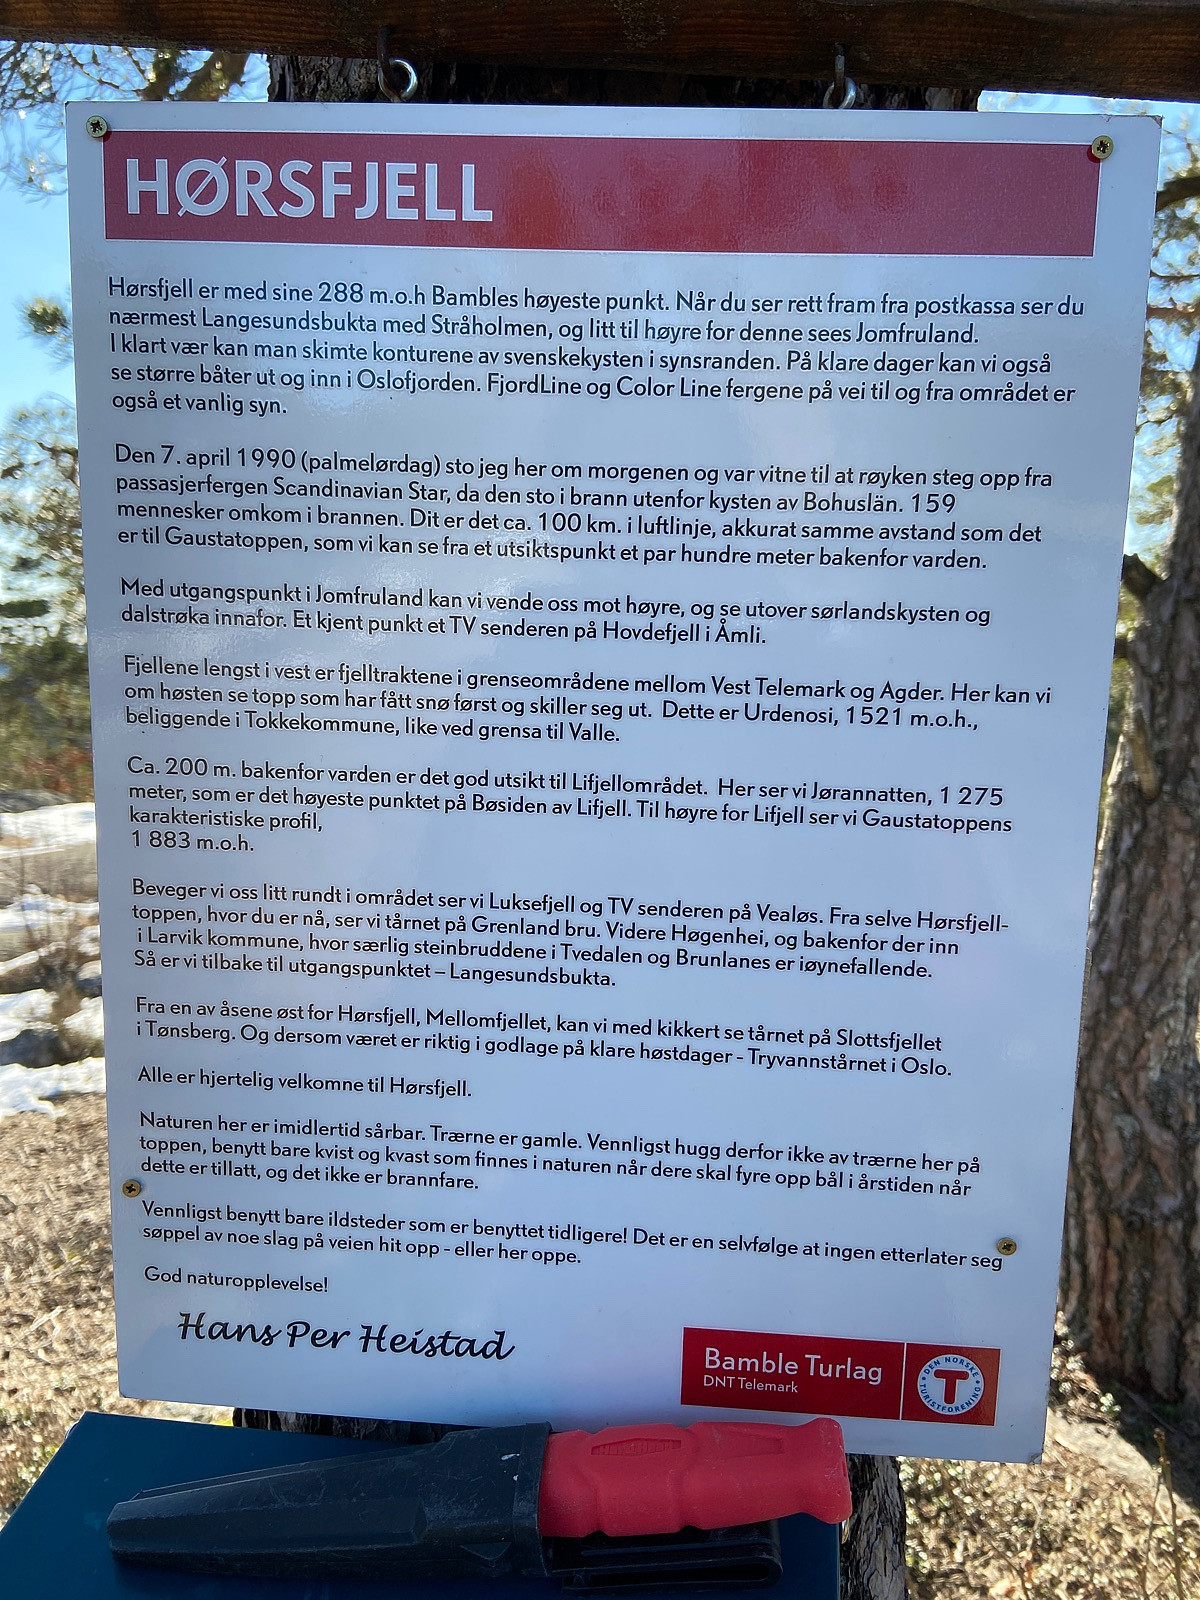 HØRSFJELL
Hørsfjell er med sine 288 m.o.h Bambles høyeste punkt. Når du ser rett fram fra postkassa ser du
nærmest Langesundsbukta med Stråholmen, og litt til høyre for denne sees Jomfruland.
I klart vær kan man skimte konturene av svenskekysten i synsranden. På klare dager kan vi også
se større båter ut og inn i Oslofjorden. FjordLine og Color Line fergene på vei til og fra området er
også et vanlig syn.
Den 7. april 1990 (palmelørdag) sto jeg her om morgenen og var vitne til at røyken steg opp fra
passasjerfergen Scandinavian Star, da den sto i brann utenfor kysten av Bohuslän. 159
mennesker omkom i brannen. Dit er det ca. 100 km. i luftlinje, akkurat samme avstand som det
er til Gaustatoppen, som vi kan se fra et utsiktspunkt et par hundre meter bakenfor varden.
Med utgangspunkt i Jomfruland kan vi vende oss mot høyre, og se utover sørlandskysten og
dalstrøka innafor. Et kjent punkt et TV senderen på Hovdefjell i Åmli.
Fjellene lengst i vest er fjelltraktene i grenseområdene mellom Vest Telemark og Agder. Her kan vi
om høsten se topp som har fått snø først og skiller seg ut. Dette er Urdenosi, 1521 m.o.h.,
beliggende i Tokkekommune, like ved grensa til Valle.
Ca. 200 m. bakenfor varden er det god utsikt til Lifjellområdet. Her ser vi Jørannatten, 1 275
meter, som er det høyeste punktet på Bøsiden av Lifjell. Til høyre for Lifjell ser vi Gaustatoppens
karakteristiske profil,
1 883 m.o.h.
Beveger vi oss litt rundt i området ser vi Luksefjell og TV senderen på Vealøs. Fra selve Hørsfjell-
toppen, hvor du er nå, ser vi tårnet på Grenland bru. Videre Høgenhei, og bakenfor der inn
i Larvik kommune, hvor særlig steinbruddene i Tvedalen og Brunlanes er iøynefallende.
Så er vi tilbake til utgangspunktet – Langesundsbukta.
Fra en av åsene øst for Hørsfjell, Mellomfjellet, kan vi med kikkert se tårnet på Slottsfjellet
i Tønsberg. Og dersom været er riktig i godlage på klare høstdager - Tryvannstårnet i Oslo.
Alle er hjertelig velkomne til Hørsfjell.
Naturen her er imidlertid sårbar. Trærne er gamle. Vennligst hugg derfor ikke av trærne her på
toppen, benytt bare kvist og kvast som finnes i naturen når dere skal fyre opp bål i årstiden når
dette er tillatt, og det ikke er brannfare.
Vennligst benytt bare ildsteder som er benyttet tidligere! Det er en selvfølge at ingen etterlater seg
søppel av noe slag på veien hit opp - eller her oppe.
God naturopplevelse!
Hans Per Heistad
Bamble Turlag
DNT Telemark
DEN NORSKE
T
TURISTFORENING